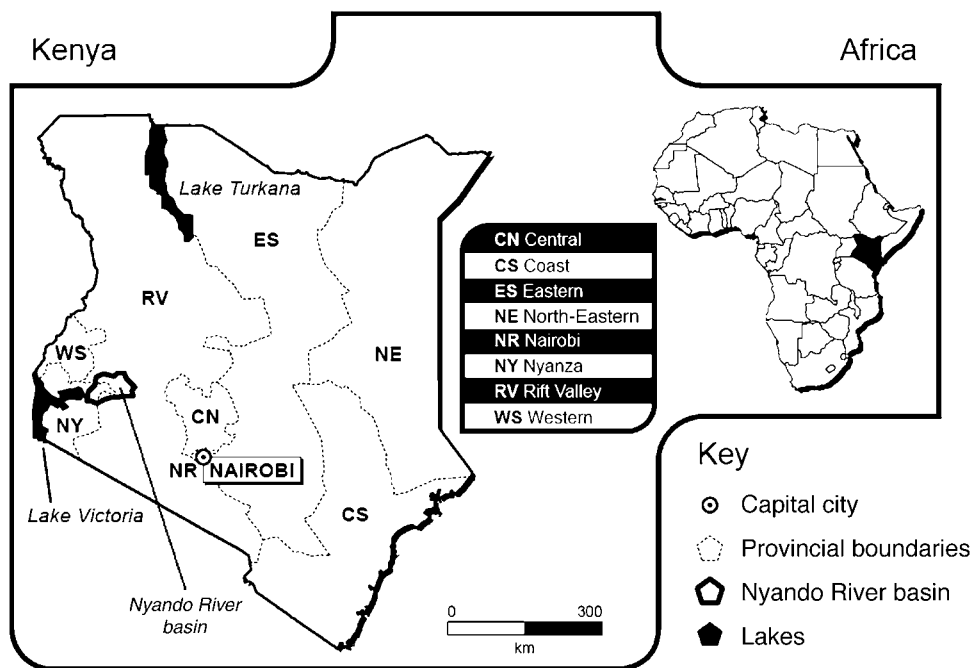 Kenya
Africa
Lake Turkana
ES
RV
WS
NE
NY
CN
NR
NAIROBI
CS
Lake Victoria
Nyando River
basin
CN Central
CS Coast
ES Eastern
NE North-Eastern
NR Nairobi
NY Nyanza
RV Rift Valley
WS Western
0
300
km
Key
Capital city
Provincial boundaries
Nyando River basin
Lakes